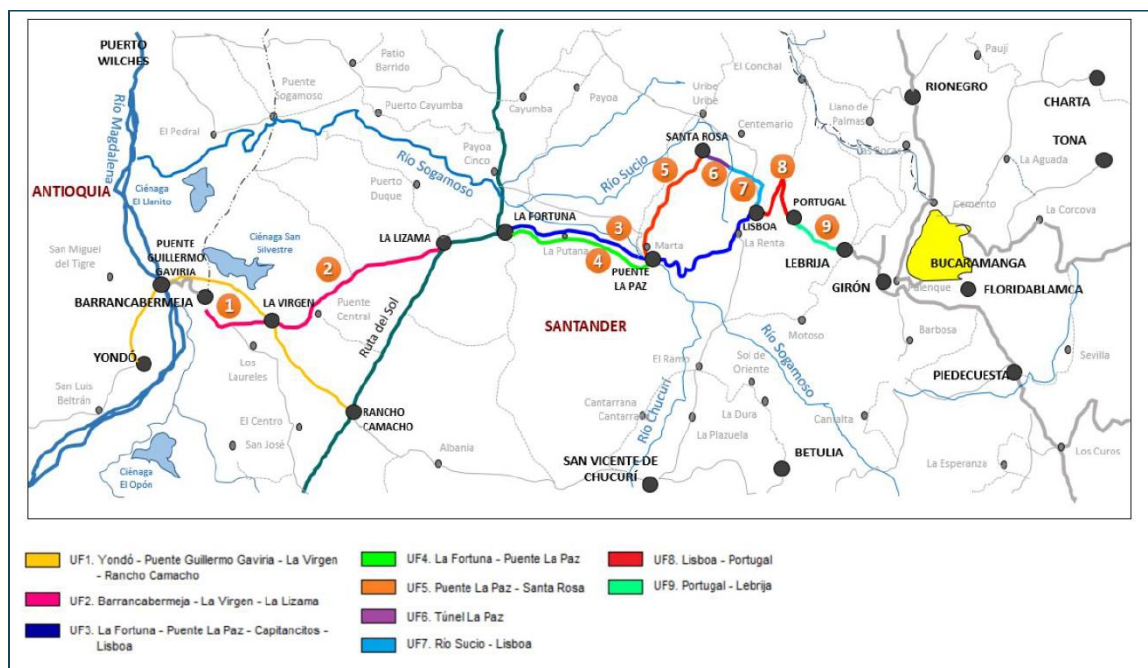 PUERTO
WILCHES
Patio
Barrido
El Conchal
Paují
Puente
Sogamoso
Puerto Cayumba
Cayumba
Payoa
Uribe
Uribe
Llano de
Palmas
RIONEGRO
CHARTA
El Pedral
Río Magdalena
Centenario
SANTA ROSA
Las Bocas
TONA
Payoa
Cinco
Río Sogamoso
Río Sucio
La Aguada
ANTIOQUIA
Ciénaga
El Llanito
Puerto
Duque
5
6
7
8
PORTUGAL
Cemento
LA FORTUNA
LISBOA
9
La Corcova
San Miguel
del Tigre
PUENTE
GUILLERMO
GAVIRIA
Ciénaga San
Silvestre
LA LIZAMA
3
La Putana
4
Marta
La Renta
LEBRIJA
BUCARAMANGA
2
PUENTE
LA PAZ
GIRÓN
Palenque
FLORIDABLAMCA
BARRANCABERMEJA
1
LA VIRGEN
Puente
Central
Ruta del Sol
SANTANDER
Motoso
Barbosa
Sevilla
YONDÓ
Los
Laureles
Río Sogamoso
El Ramo
Sol de
Oriente
PIEDECUESTA
San Luis
Beltrán
RANCHO
CAMACHO
Cantarrana
Cantarrana
Río Chucurí
La Dura
Cantalta
El Centro
San José
La Plazuela
Albania
Los Curos
Ciénaga
El Opón
SAN VICENTE DE
CHUCURÍ
BETULIA
La Esperanza
UF1. Yondó - Puente Guillermo Gaviria - La Virgen
- Rancho Camacho
UF2. Barrancabermeja - La Virgen - La Lizama
UF3. La Fortuna - Puente La Paz - Capitancitos -
Lisboa
UF4. La Fortuna - Puente La Paz
UF5. Puente La Paz - Santa Rosa
UF6. Túnel La Paz
UF7. Río Sucio - Lisboa
UF8. Lisboa - Portugal
UF9. Portugal - Lebrija